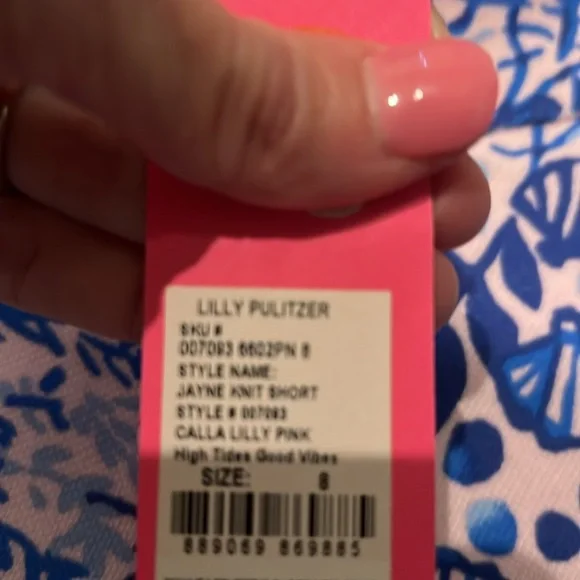 LILLY PULITZER
SKU #
007093 6602PN 8
STYLE NAME:
JAYNE KNIT SHORT
STYLE # 007093
CALLA LILLY PINK
High Tides Good Vibes
SIZE: 8
889069 869885